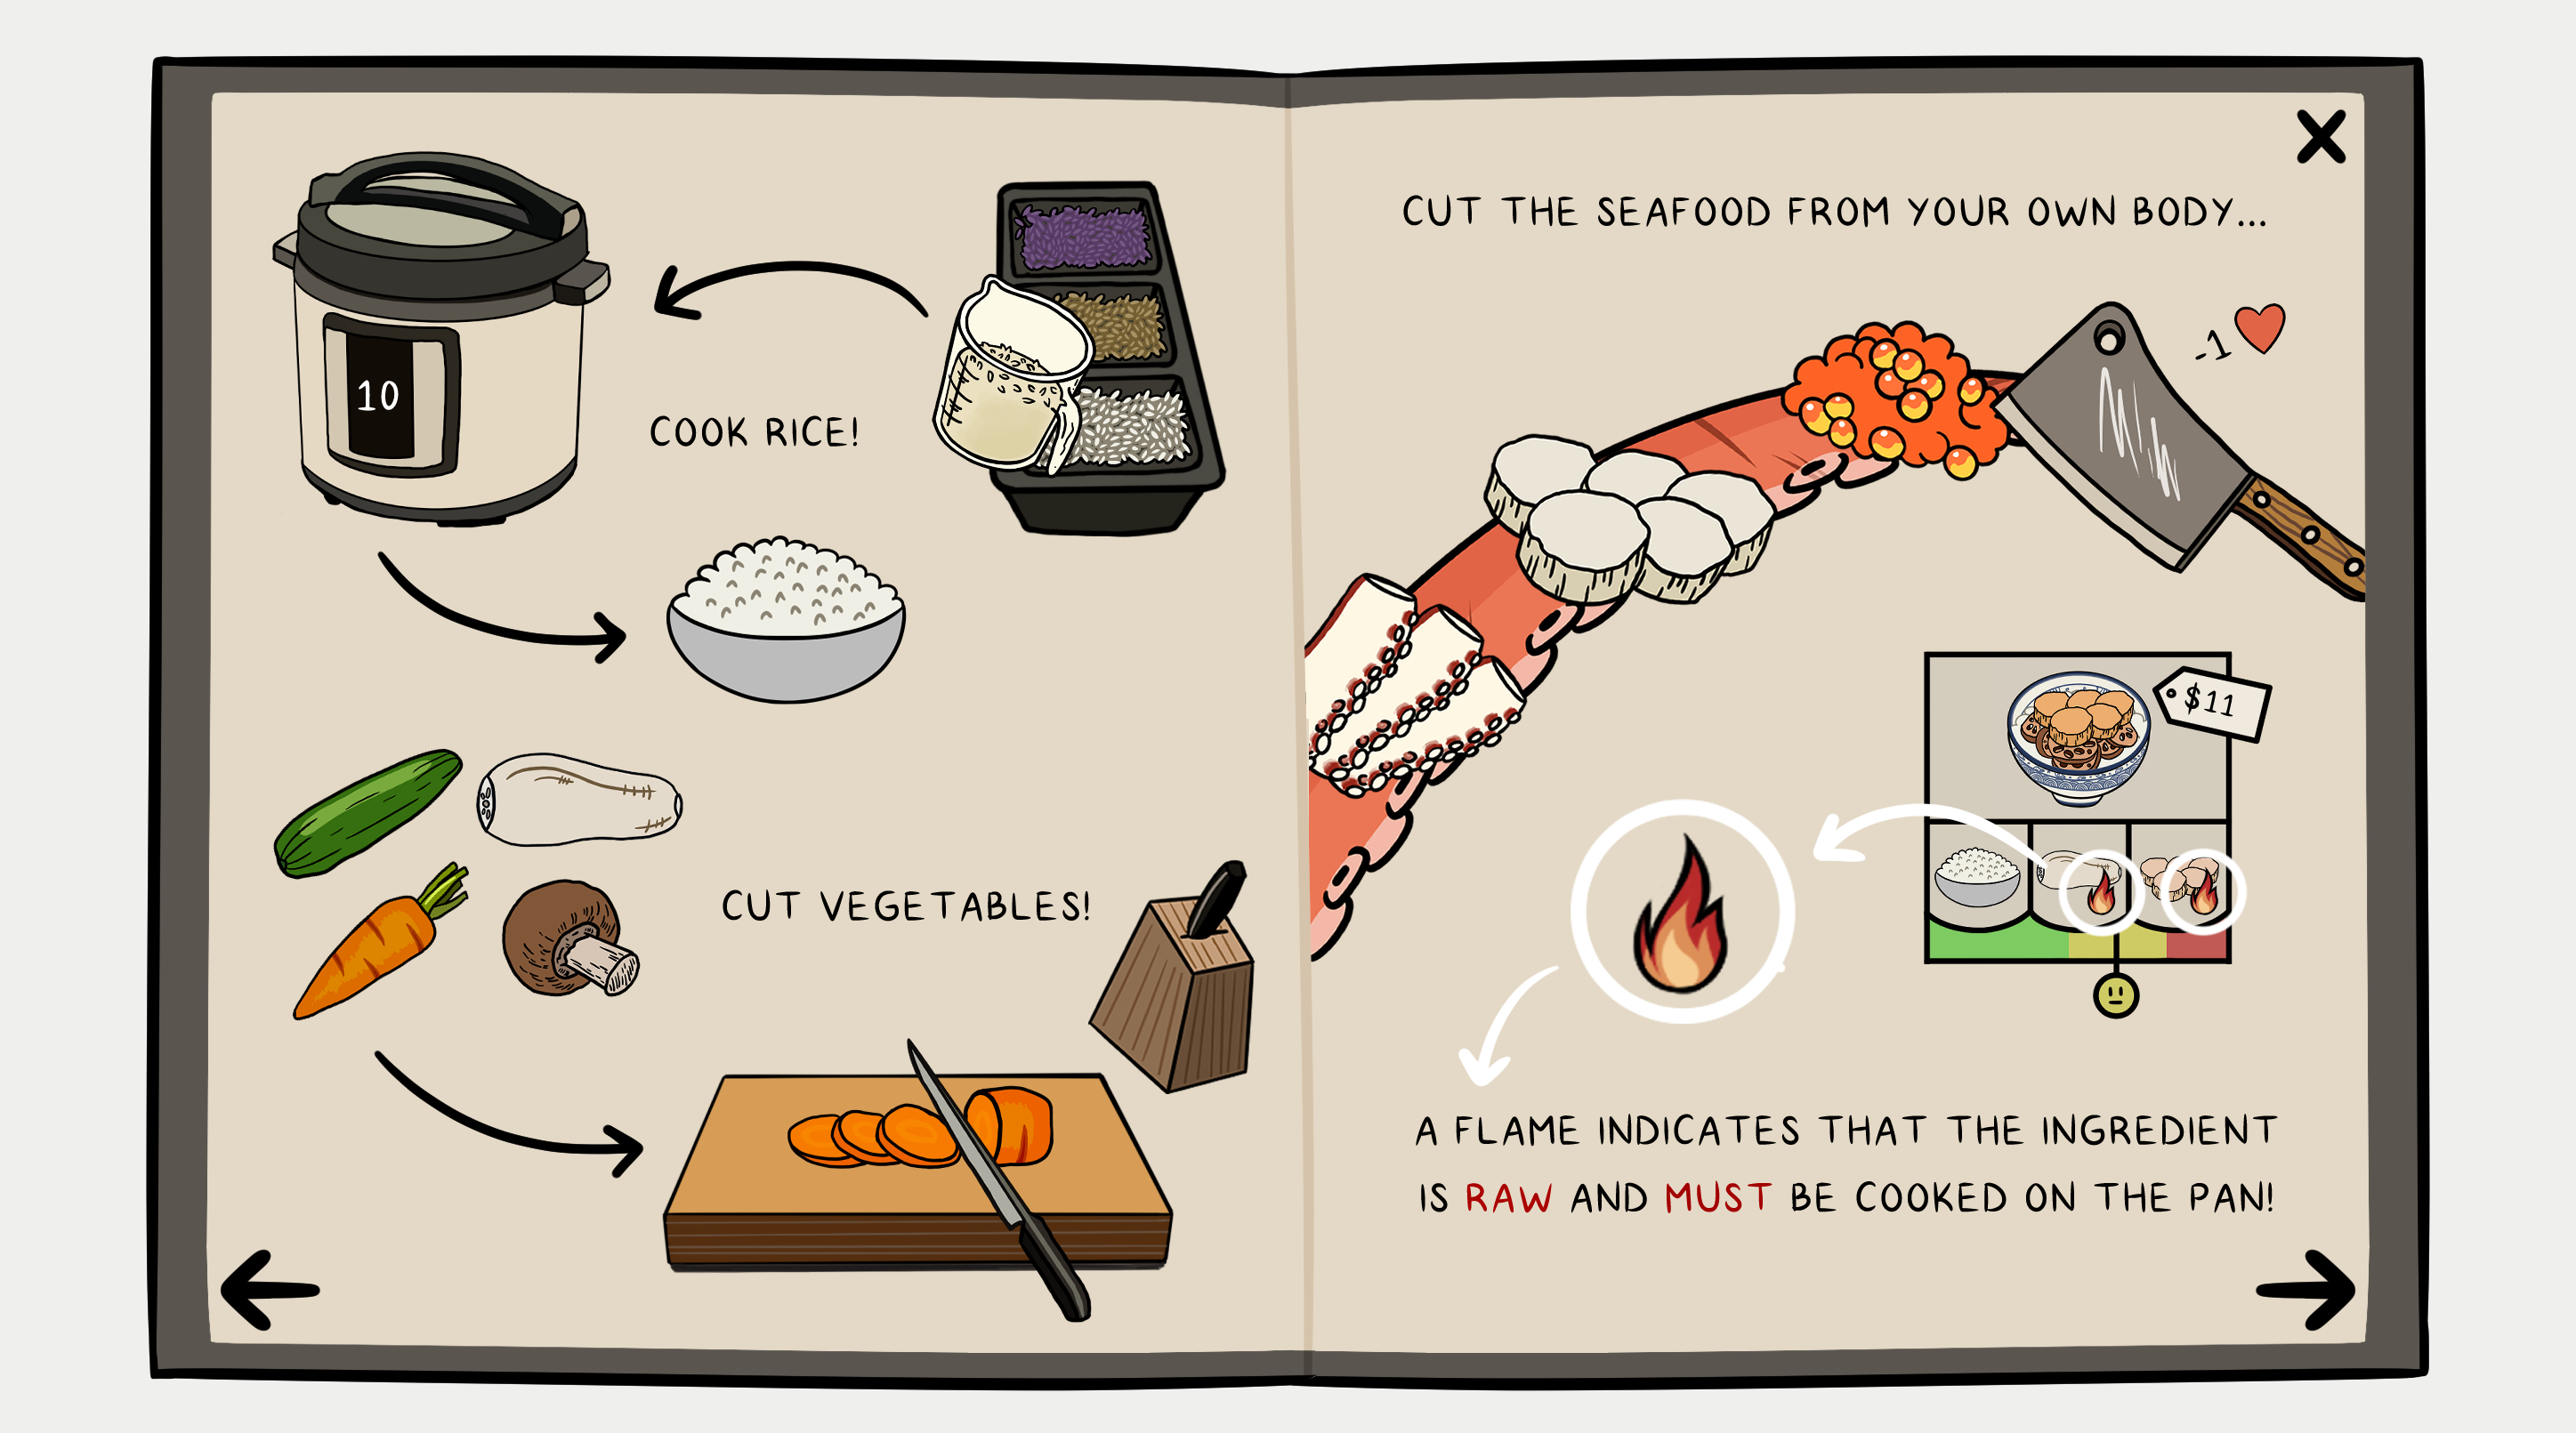 10
COOK RICE!
CUT VEGETABLES!
CUT THE SEAFOOD FROM YOUR OWN BODY...
-1
$11
A FLAME INDICATES THAT THE INGREDIENT
IS RAW AND MUST BE COOKED ON THE PAN!